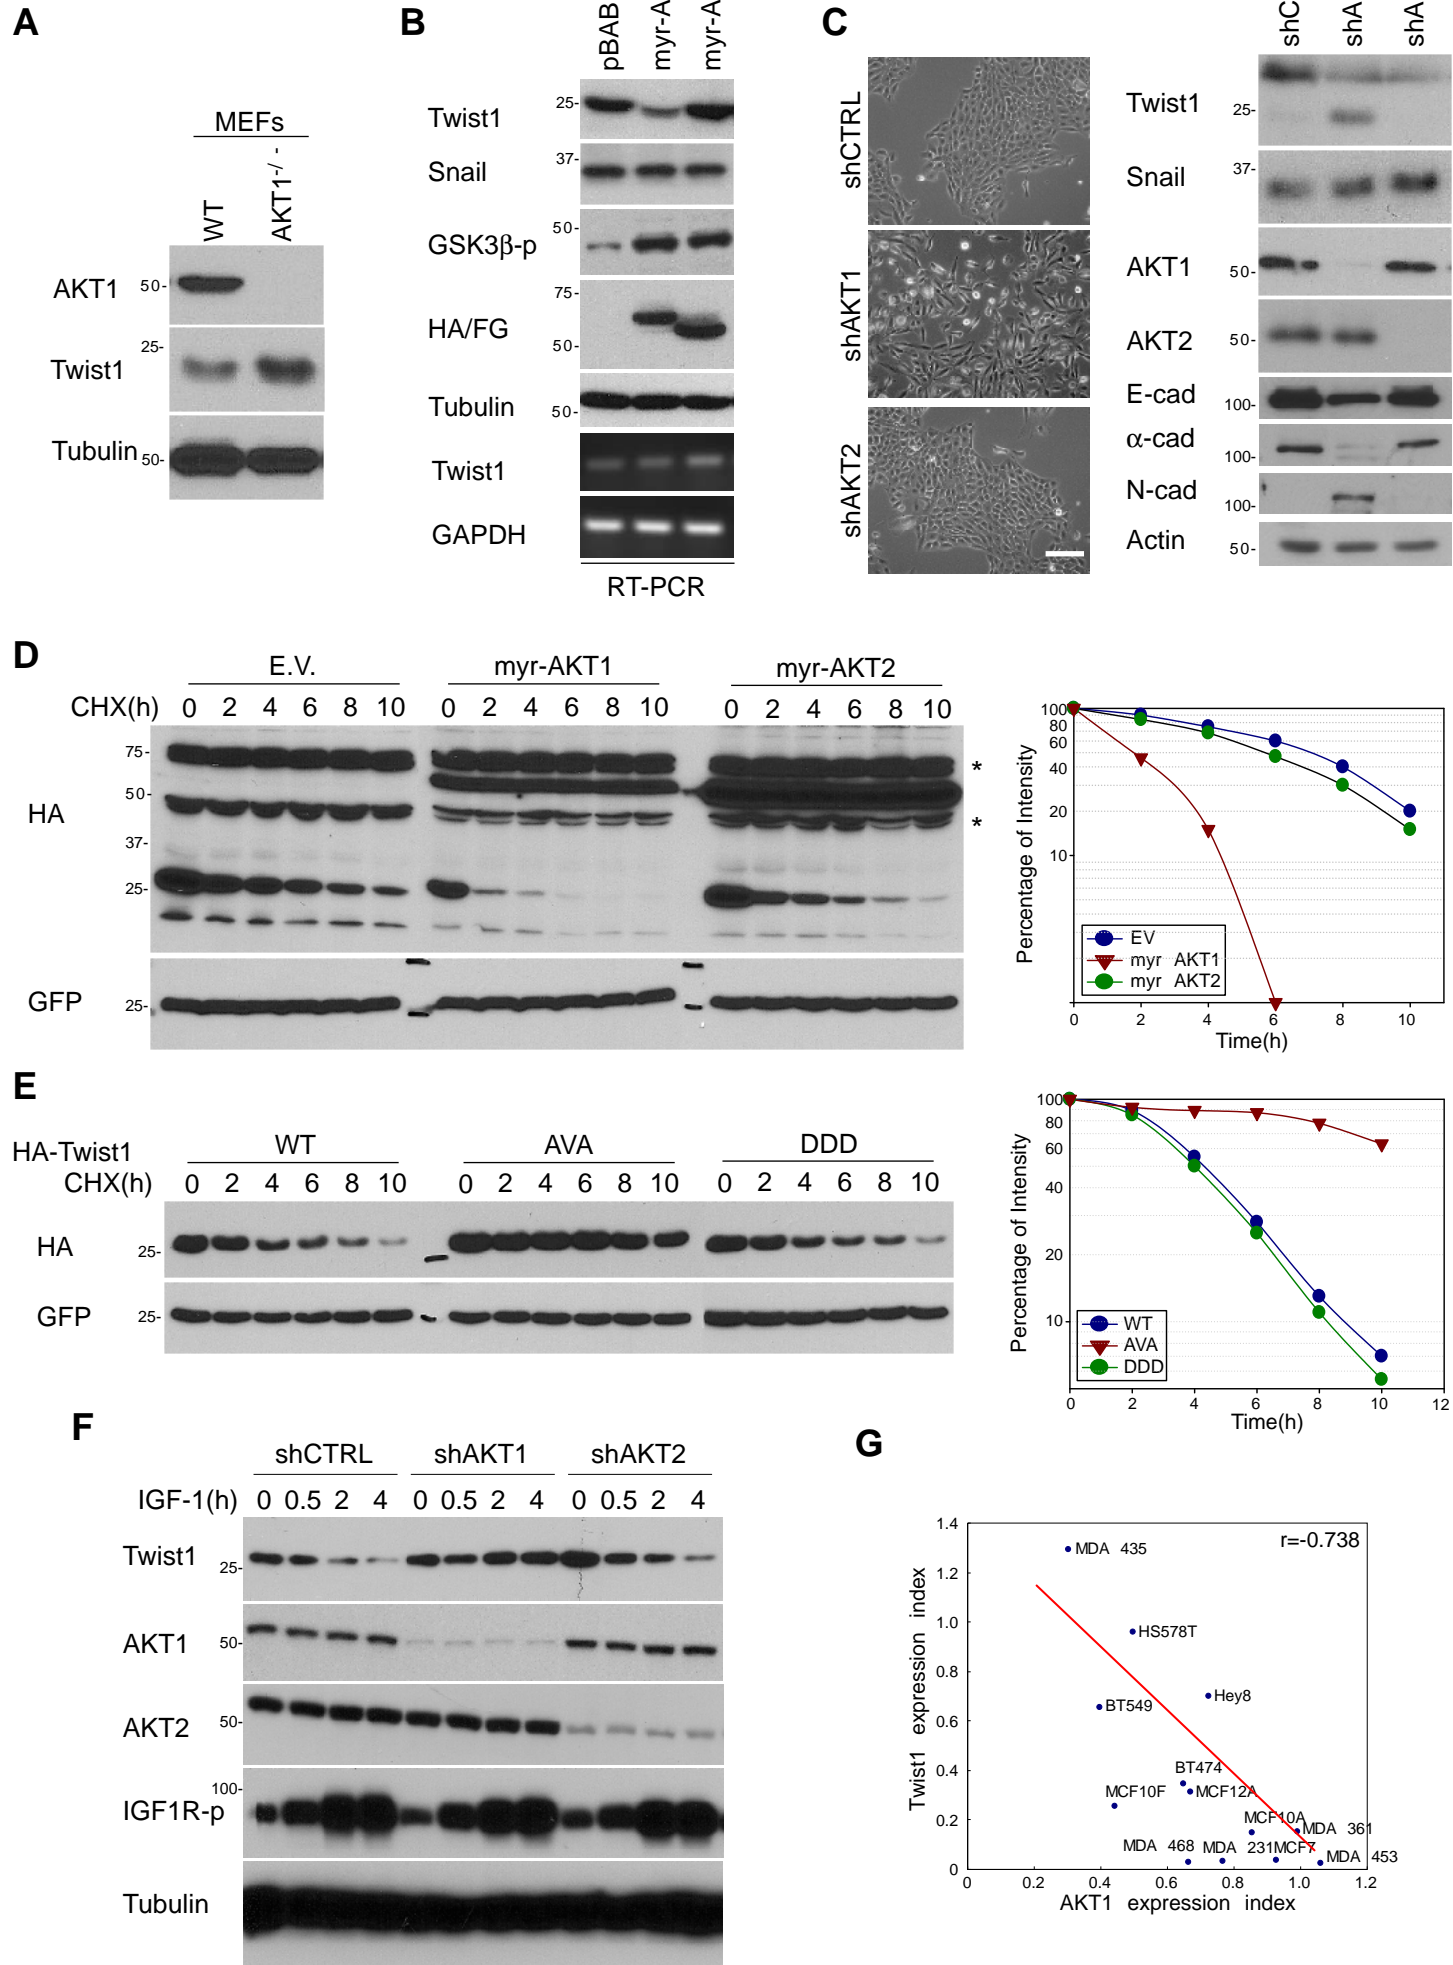 A
MEFs
WT
AKT1-/-
AKT1
50-
Twist1
25-
Tubulin
50-
B
pBAB
myr-A
myr-A
Twist1
25-
Snail
37-
GSK3β-p
50-
HA/FG
75-
50-
Tubulin
50-
Twist1
GAPDH
RT-PCR
C
shCTRL
shAKT1
shAKT2
shC
shA
shA
Twist1
25-
Snail
37-
AKT1
50-
AKT2
50-
E-cad
100-
α-cad
100-
N-cad
100-
Actin
50-
D
E.V.
myr-AKT1
myr-AKT2
CHX(h)
0 2 4 6 8 10
0 2 4 6 8 10
0 2 4 6 8 10
HA
75-
50-
37-
25-
*
*
GFP
25-
Percentage of Intensity
100
80
60
40
20
10
EV
myr AKT1
myr AKT2
0 2 4 6 8 10
Time(h)
E
HA-Twist1
WT
AVA
DDD
CHX(h)
0 2 4 6 8 10
0 2 4 6 8 10
0 2 4 6 8 10
HA
25-
GFP
25-
Percentage of Intensity
100
80
60
40
20
10
WT
AVA
DDD
0 2 4 6 8 10 12
Time(h)
F
shCTRL
shAKT1
shAKT2
IGF-1(h)
0 0.5 2 4
0 0.5 2 4
0 0.5 2 4
Twist1
25-
AKT1
50-
AKT2
50-
IGF1R-p
100-
Tubulin
G
r=-0.738
Twist1 expression index
1.4
1.2
1.0
0.8
0.6
0.4
0.2
0
MDA 435
HS578T
Hey8
BT549
BT474
MCF10F
MCF12A
MCF10A
MDA 361
MDA 468
MDA 231
MCF7
MDA 453
0 0.2 0.4 0.6 0.8 1.0 1.2
AKT1 expression index